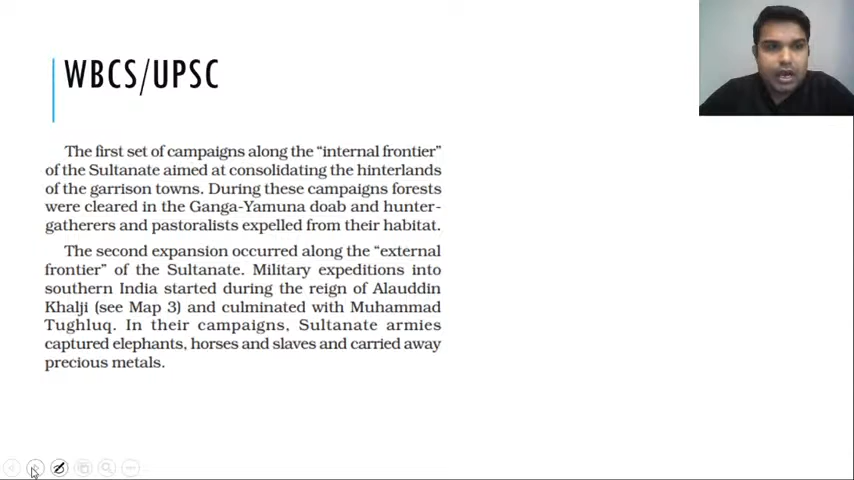 WBCS/UPSC
The first set of campaigns along the “internal frontier”
of the Sultanate aimed at consolidating the hinterlands
of the garrison towns. During these campaigns forests
were cleared in the Ganga-Yamuna doab and hunter-
gatherers and pastoralists expelled from their habitat.
The second expansion occurred along the “external
frontier” of the Sultanate. Military expeditions into
southern India started during the reign of Alauddin
Khalji (see Map 3) and culminated with Muhammad
Tughluq. In their campaigns, Sultanate armies
captured elephants, horses and slaves and carried away
precious metals.